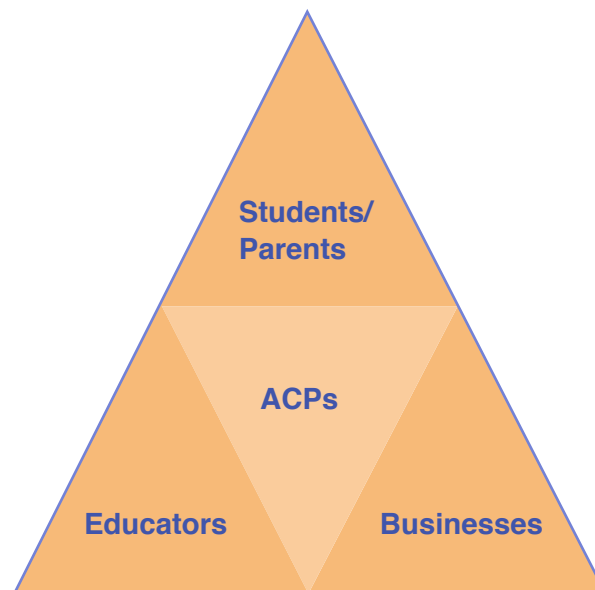 Students/
Parents
ACPs
Educators
Businesses